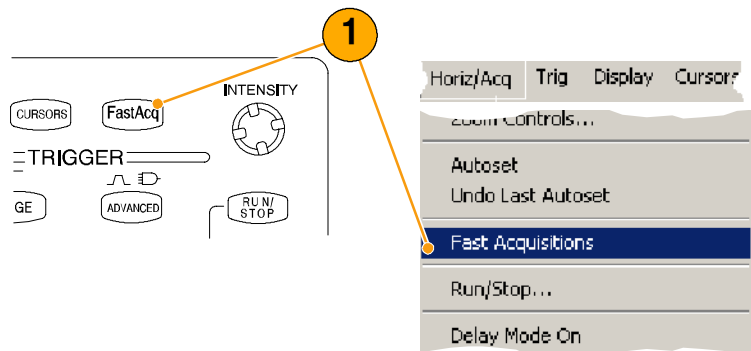 1
CURSORS
FastAcq
INTENSITY
TRIGGER
GE
ADVANCED
RUN/
STOP
Horiz/Acq Trig Display Cursors
Zoom Controls...
Autoset
Undo Last Autoset
Fast Acquisitions
Run/Stop...
Delay Mode On